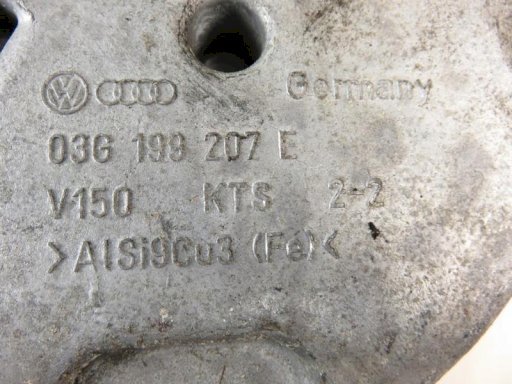 Germany
036 199 207 E
V150 KTS 2-2
>AlSi9Cu3 (Fe)<